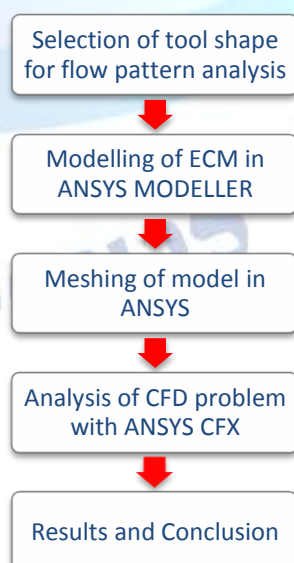 Selection of tool shape
for flow pattern analysis
Modelling of ECM in
ANSYS MODELLER
Meshing of model in
ANSYS
Analysis of CFD problem
with ANSYS CFX
Results and Conclusion